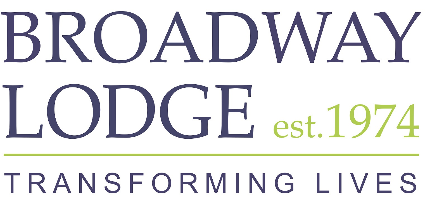 BROADWAY
LODGE est.1974
TRANSFORMING LIVES